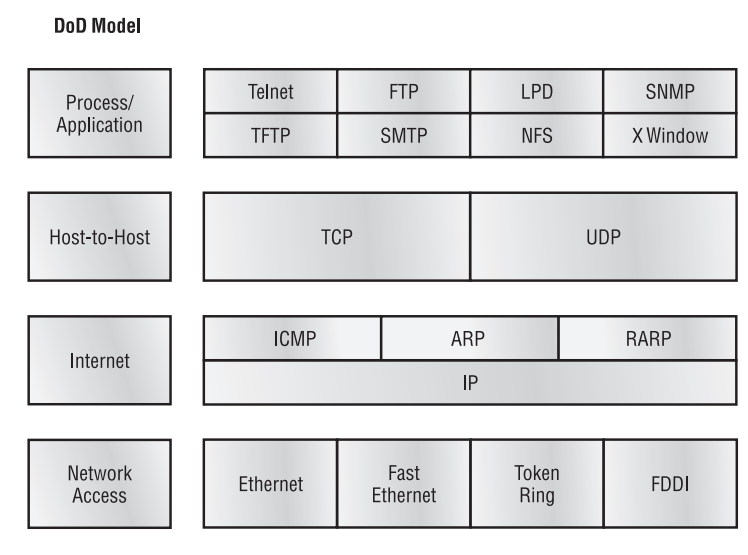 DoD Model
Process/
Application
Telnet FTP LPD SNMP
TFTP SMTP NFS X Window
Host-to-Host
TCP UDP
Internet
ICMP ARP RARP
IP
Network
Access
Ethernet
Fast
Ethernet
Token
Ring
FDDI